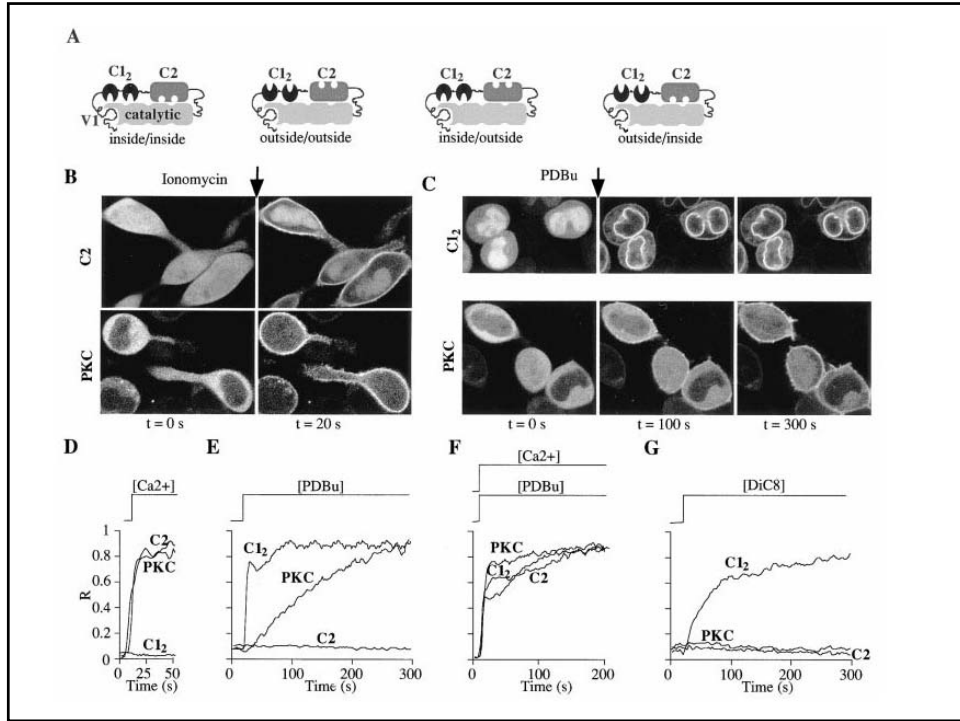 A
C1₂ C2
C1₂ C2
C1₂ C2
C1₂ C2
V1 catalytic
inside/inside
outside/outside
inside/outside
outside/inside
B
Ionomycin
C2
PKC
t = 0 s
t = 20 s
C
PDBu
C1₂
PKC
t = 0 s
t = 100 s
t = 300 s
D
[Ca2+]
R
1
0.8
0.6
0.4
0.2
0
C2
PKC
C1₂
0 25 50
Time (s)
E
[PDBu]
C1₂
PKC
C2
0 100 200 300
Time (s)
F
[Ca2+]
[PDBu]
PKC
C1₂
C2
0 100 200
Time (s)
G
[DiC8]
C1₂
PKC
C2
0 100 200 300
Time (s)